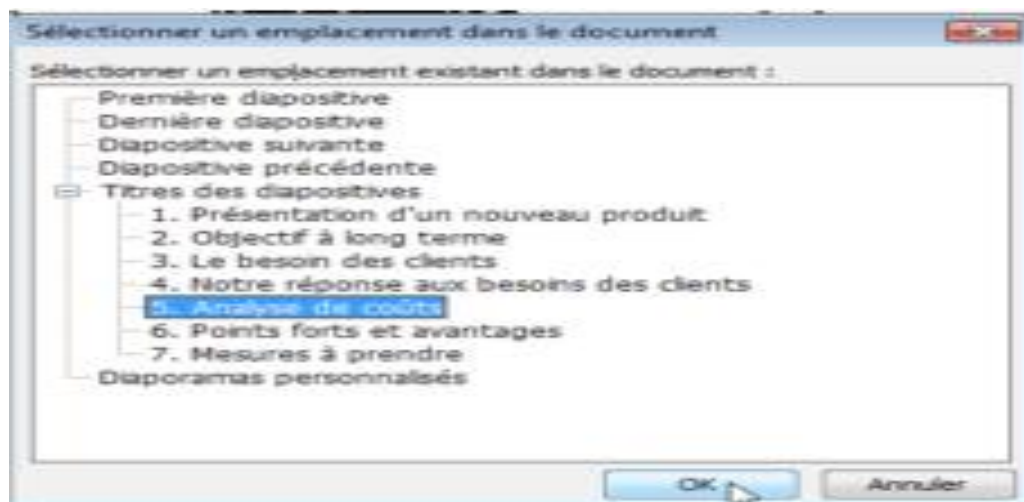 Sélectionner un emplacement dans le document
Sélectionner un emplacement existant dans le document :
Première diapositive
Dernière diapositive
Diapositive suivante
Diapositive précédente
Titres des diapositives
1. Présentation d'un nouveau produit
2. Objectif à long terme
3. Le besoin des clients
4. Notre réponse aux besoins des clients
5. Analyse de coûts
6. Points forts et avantages
7. Mesures à prendre
Diaporamas personnalisés
OK Annuler